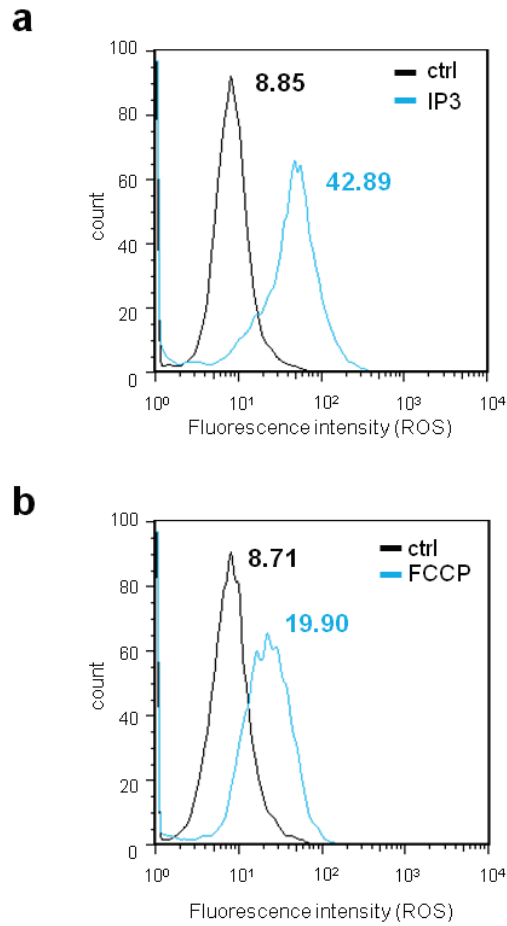 a
100
80
60
40
20
0
count
8.85
42.89
ctrl
IP3
10⁰ 10¹ 10² 10³ 10⁴
Fluorescence intensity (ROS)
b
100
80
60
40
20
0
count
8.71
19.90
ctrl
FCCP
10⁰ 10¹ 10² 10³ 10⁴
Fluorescence intensity (ROS)